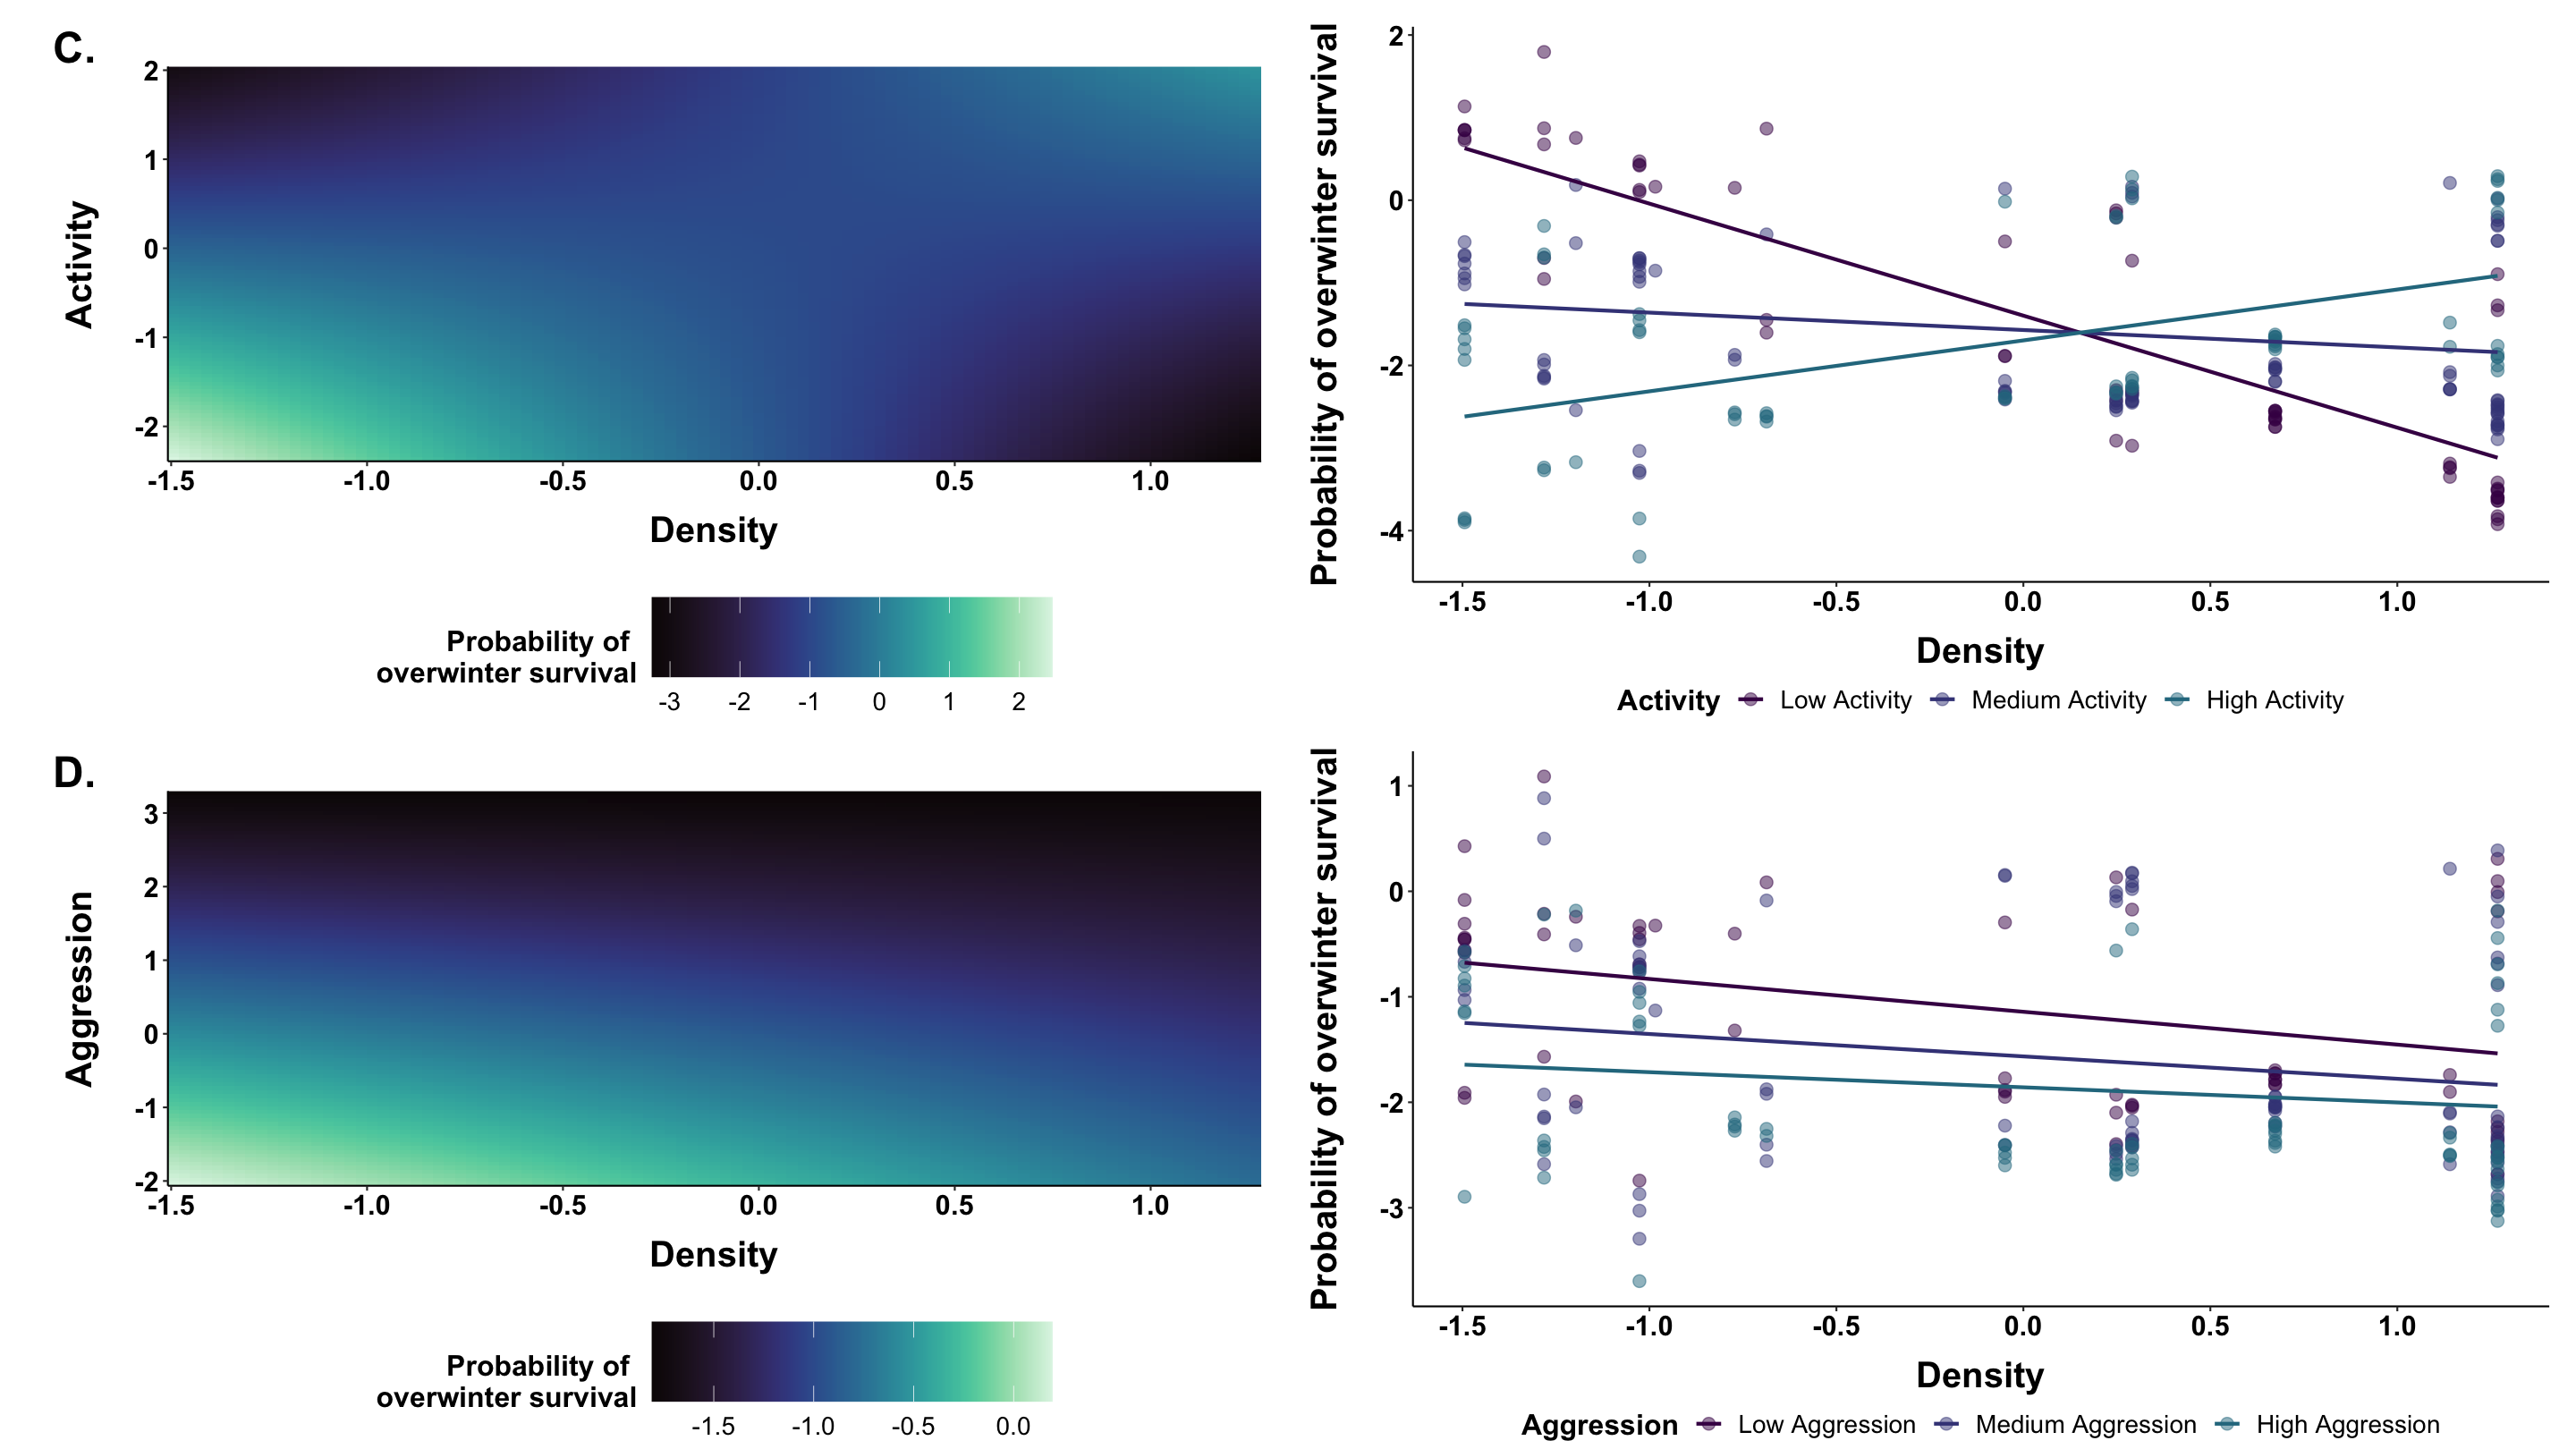 C.
Activity
2
1
0
-1
-2
-1.5 -1.0 -0.5 0.0 0.5 1.0
Density
Probability of
overwinter survival
-3 -2 -1 0 1 2
Probability of overwinter survival
2
0
-2
-4
-1.5 -1.0 -0.5 0.0 0.5 1.0
Density
Activity Low Activity Medium Activity High Activity
D.
Aggression
3
2
1
0
-1
-2
-1.5 -1.0 -0.5 0.0 0.5 1.0
Density
Probability of
overwinter survival
-1.5 -1.0 -0.5 0.0
Probability of overwinter survival
1
0
-1
-2
-3
-1.5 -1.0 -0.5 0.0 0.5 1.0
Density
Aggression Low Aggression Medium Aggression High Aggression